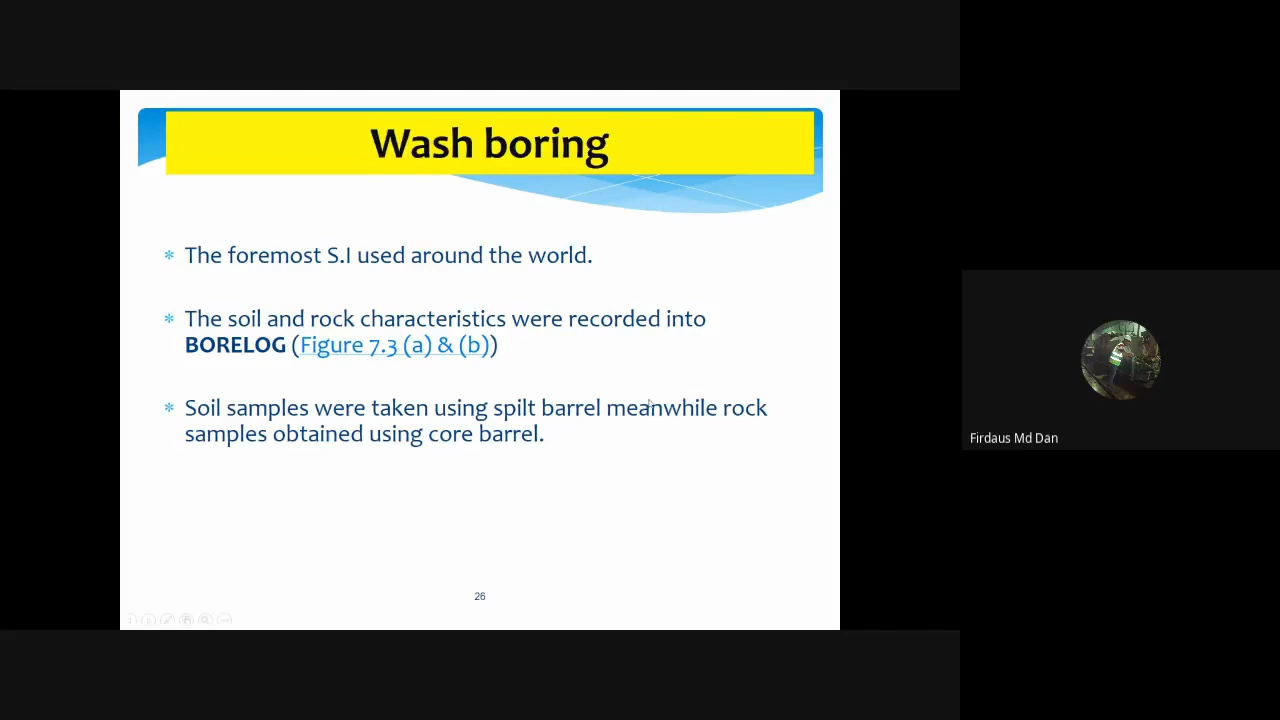 Wash boring
* The foremost S.I used around the world.
* The soil and rock characteristics were recorded into
BORELOG (Figure 7.3 (a) & (b))
* Soil samples were taken using spilt barrel meanwhile rock
samples obtained using core barrel.
26
Firdaus Md Dan